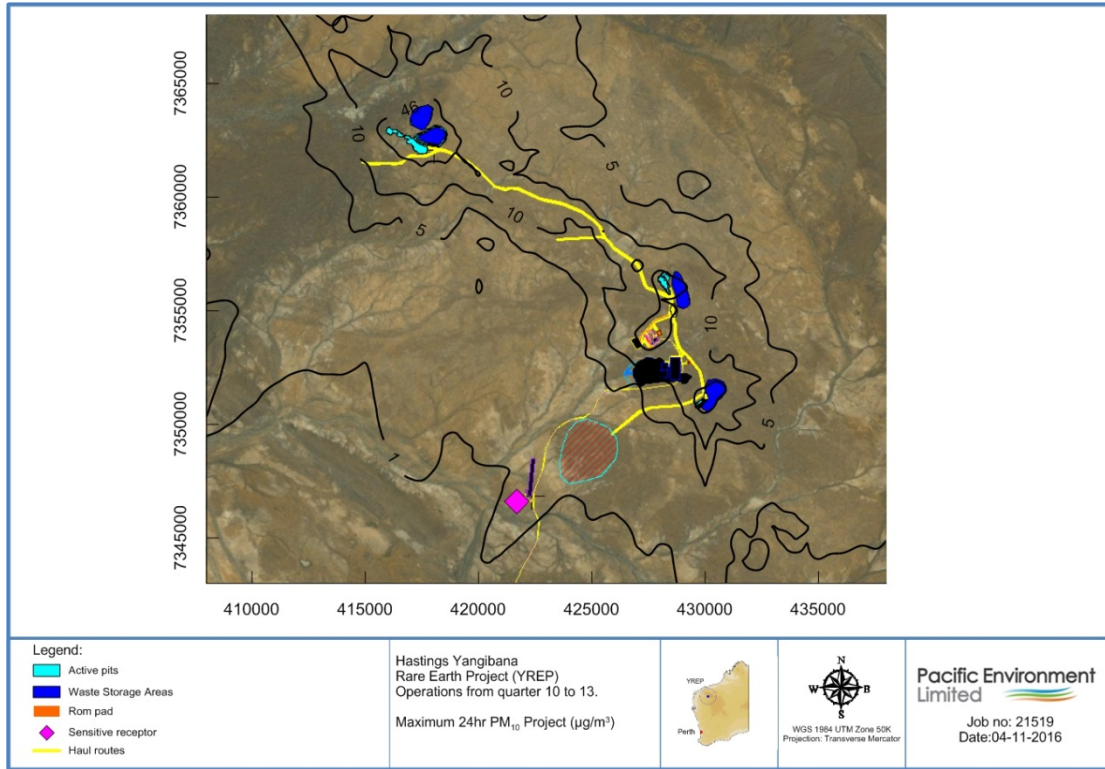 7365000
7360000
7355000
7350000
7345000
46
10
10
10
10
5
5
5
1
410000 415000 420000 425000 430000 435000
Legend:
Active pits
Waste Storage Areas
Rom pad
Sensitive receptor
Haul routes
Hastings Yangibana
Rare Earth Project (YREP)
Operations from quarter 10 to 13.
Maximum 24hr PM₁₀ Project (µg/m³)
YREP
Perth
N
W E
S
WGS 1984 UTM Zone 50K
Projection: Transverse Mercator
Pacific Environment
Limited
Job no: 21519
Date:04-11-2016